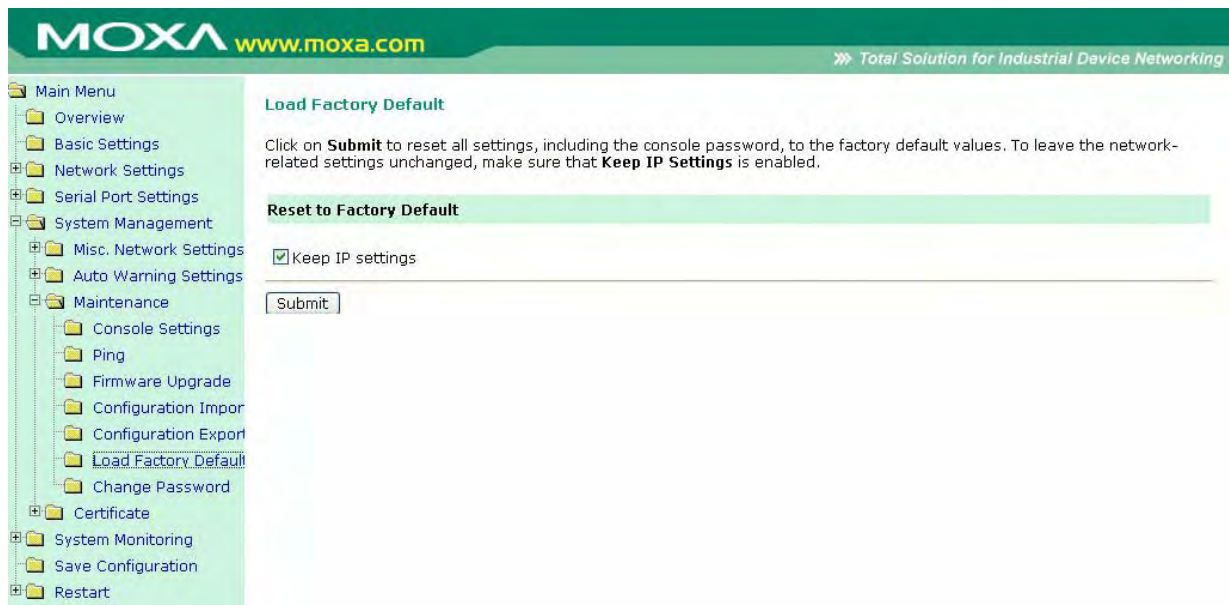 MOXA www.moxa.com
Total Solution for Industrial Device Networking
Main Menu
Overview
Basic Settings
Network Settings
Serial Port Settings
System Management
Misc. Network Settings
Auto Warning Settings
Maintenance
Console Settings
Ping
Firmware Upgrade
Configuration Impor
Configuration Export
Load Factory Default
Change Password
Certificate
System Monitoring
Save Configuration
Restart
Load Factory Default
Click on Submit to reset all settings, including the console password, to the factory default values. To leave the network-
related settings unchanged, make sure that Keep IP Settings is enabled.
Reset to Factory Default
Keep IP settings
Submit